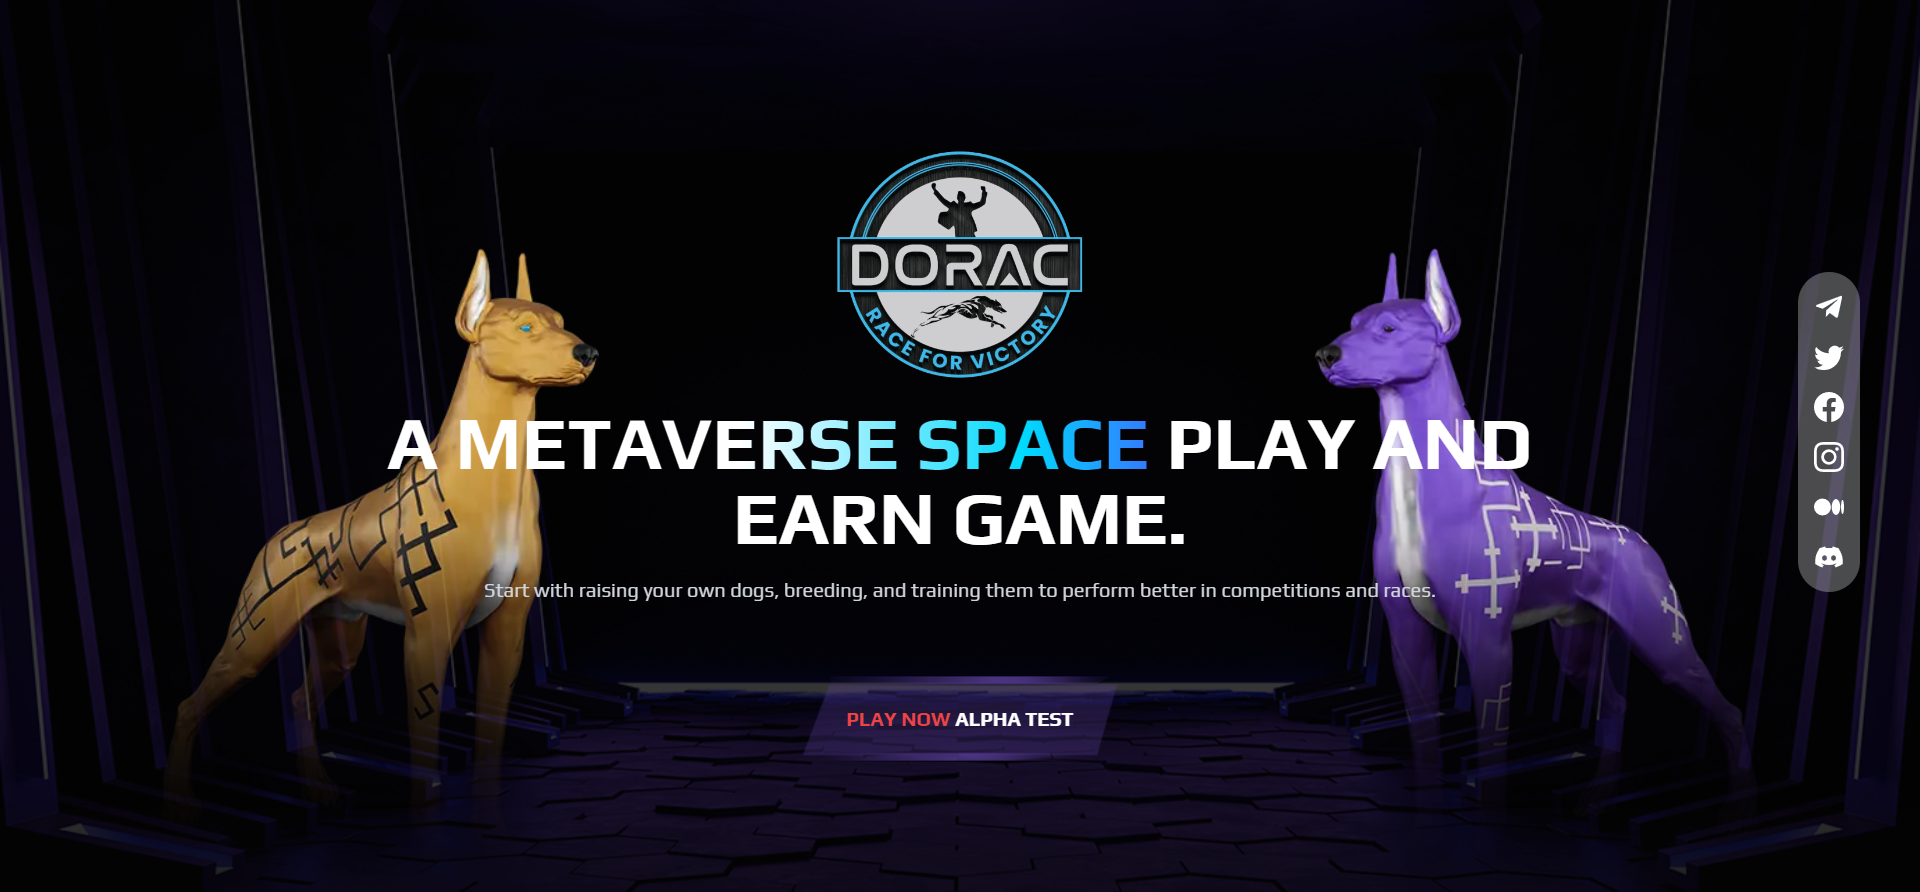 DORAC
RACE FOR VICTORY
A METAVERSE SPACE PLAY AND
EARN GAME.
Start with raising your own dogs, breeding, and training them to perform better in competitions and races.
PLAY NOW ALPHA TEST